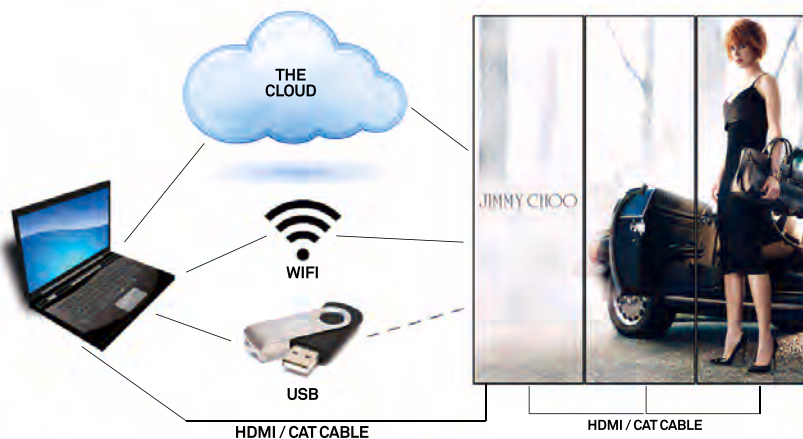 THE
CLOUD
JIMMY CHOO
WIFI
USB
HDMI / CAT CABLE
HDMI / CAT CABLE